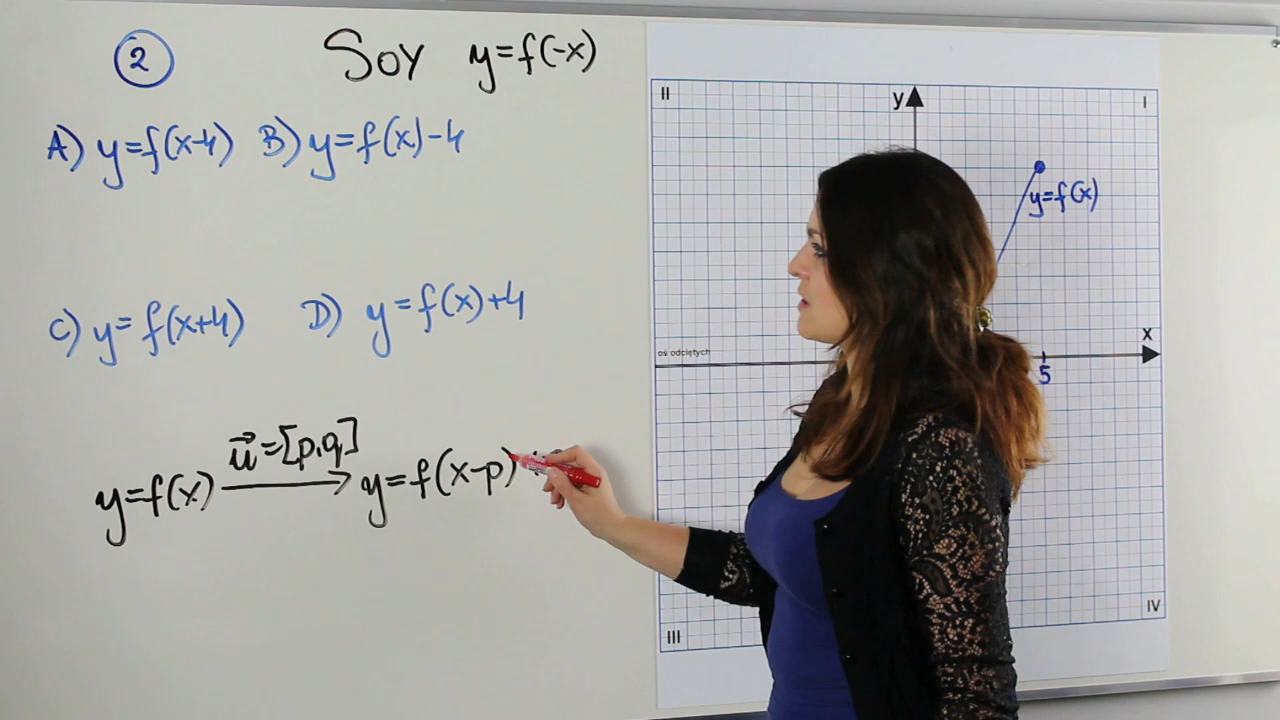 2 SOY y=f(-x)
A) y=f(x-4) B) y=f(x)-4
C) y=f(x+4) D) y=f(x)+4
u⃗=[p,q]
y=f(x) → y=f(x-p)
II y I
y=f(x)
oś odciętych x
5
III IV